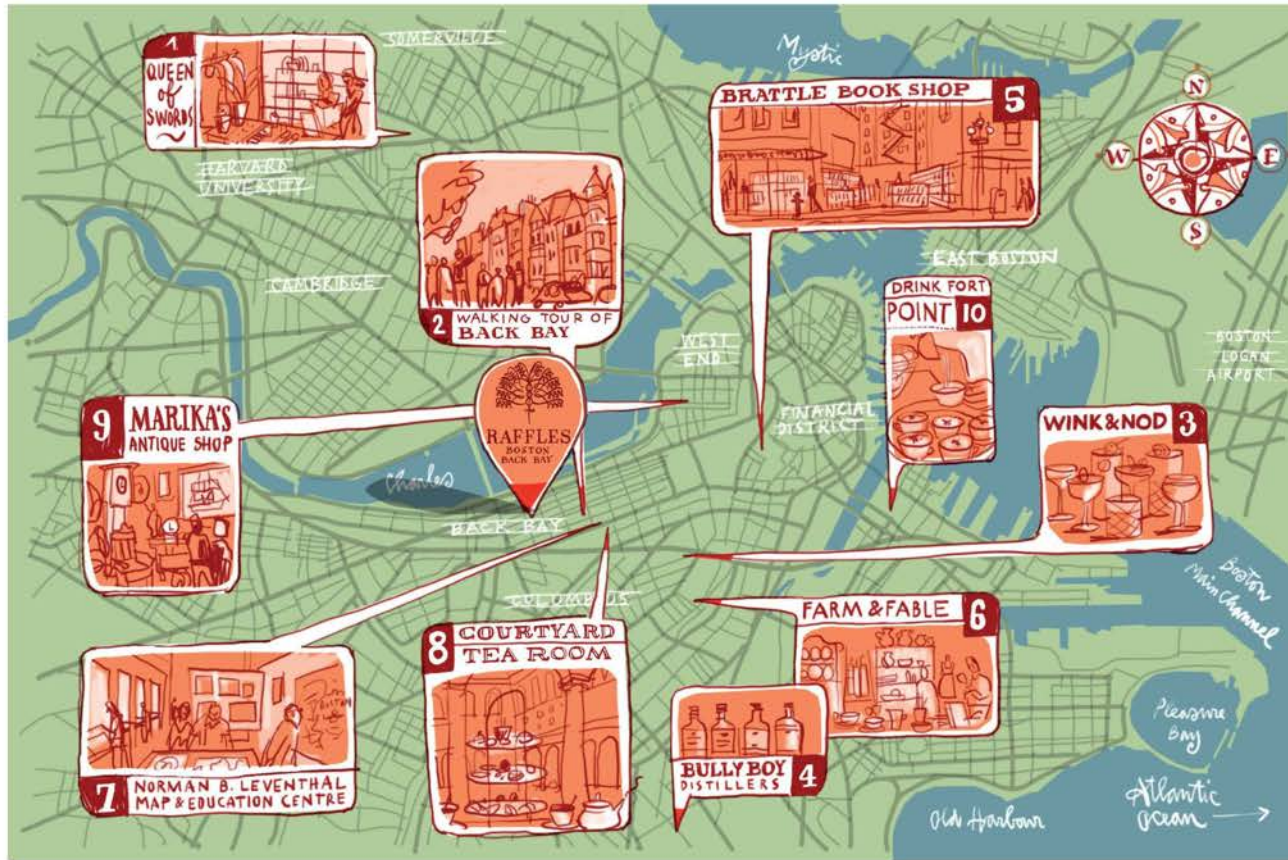 1
QUEEN
of
SWORDS
SOMERVILLE
HARVARD
UNIVERSITY
CAMBRIDGE
2 WALKING TOUR OF
BACK BAY
Mystic
BRATTLE BOOK SHOP 5
N
W E
S
EAST BOSTON
DRINK FORT
POINT 10
WEST
END
BOSTON
LOGAN
AIRPORT
FINANCIAL
DISTRICT
9 MARIKA'S
ANTIQUE SHOP
RAFFLES
BOSTON
BACK BAY
Charles
BACK BAY
WINK & NOD 3
Boston
Main Channel
COLUMBUS
8 COURTYARD
TEA ROOM
FARM & FABLE 6
7 NORMAN B. LEVENTHAL
MAP & EDUCATION CENTRE
BULLY BOY
DISTILLERS 4
Pleasure
Bay
Old Harbour
Atlantic
Ocean